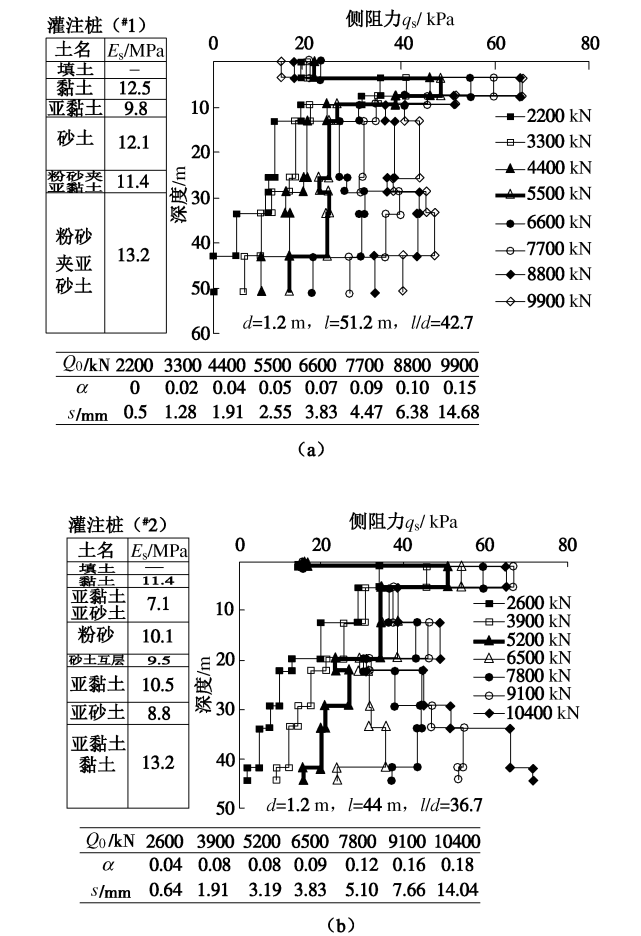 灌注桩（#1）
侧阻力qs/ kPa
土名 Es/MPa
填土 —
黏土 12.5
亚黏土 9.8
砂土 12.1
粉砂夹亚黏土 11.4
粉砂夹亚砂土 13.2
0 20 40 60 80
10
20
30
40
50
60
深度/m
2200 kN
3300 kN
4400 kN
5500 kN
6600 kN
7700 kN
8800 kN
9900 kN
d=1.2 m，l=51.2 m，l/d=42.7
Q0/kN 2200 3300 4400 5500 6600 7700 8800 9900
α 0 0.02 0.04 0.05 0.07 0.09 0.10 0.15
s/mm 0.5 1.28 1.91 2.55 3.83 4.47 6.38 14.68
（a）
灌注桩（#2）
侧阻力qs/ kPa
土名 Es/MPa
填土 —
黏土 11.4
亚黏土亚砂土 7.1
粉砂 10.1
砂土互层 9.5
亚黏土 10.5
亚砂土 8.8
亚黏土黏土 13.2
0 20 40 60 80
10
20
30
40
50
深度/m
2600 kN
3900 kN
5200 kN
6500 kN
7800 kN
9100 kN
10400 kN
d=1.2 m，l=44 m，l/d=36.7
Q0/kN 2600 3900 5200 6500 7800 9100 10400
α 0.04 0.08 0.08 0.09 0.12 0.16 0.18
s/mm 0.64 1.91 3.19 3.83 5.10 7.66 14.04
（b）